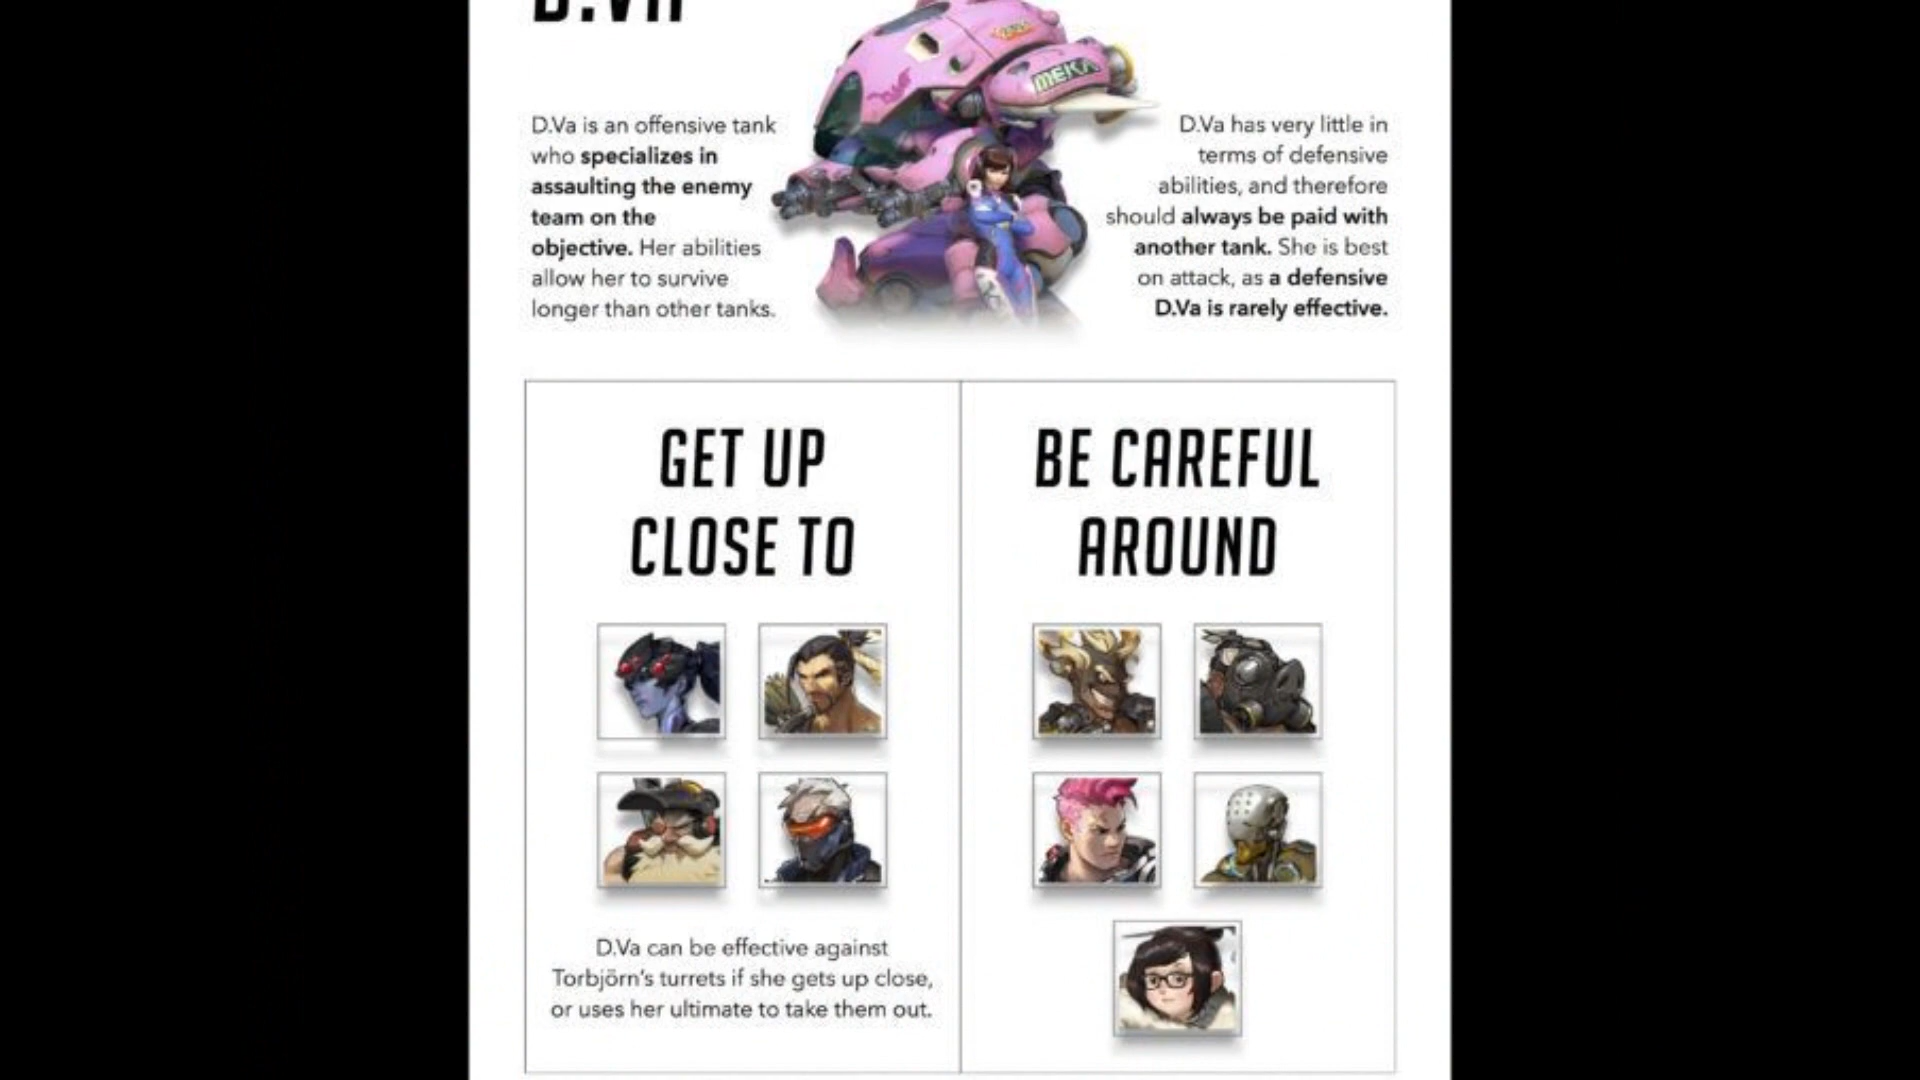 D.VA
MEKA
D.Va is an offensive tank
who specializes in
assaulting the enemy
team on the
objective. Her abilities
allow her to survive
longer than other tanks.
D.Va has very little in
terms of defensive
abilities, and therefore
should always be paid with
another tank. She is best
on attack, as a defensive
D.Va is rarely effective.
GET UP
CLOSE TO
D.Va can be effective against
Torbjörn's turrets if she gets up close,
or uses her ultimate to take them out.
BE CAREFUL
AROUND